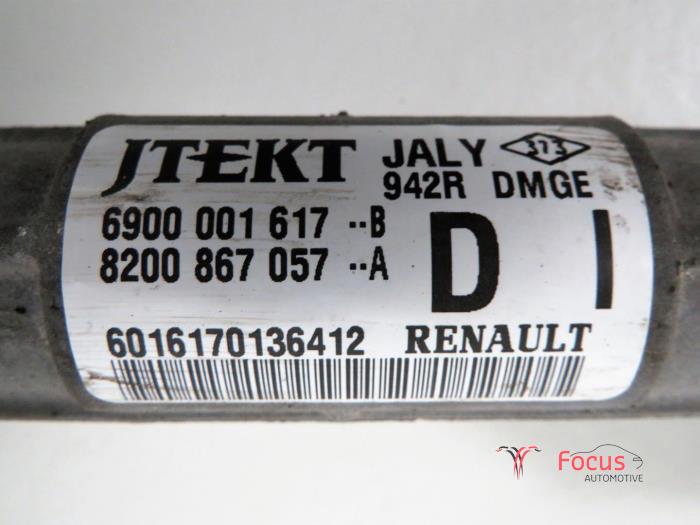 JTEKT JALY 373
942R DMGE
6900 001 617 --B
8200 867 057 --A
D I
6016170136412 RENAULT
Focus
AUTOMOTIVE